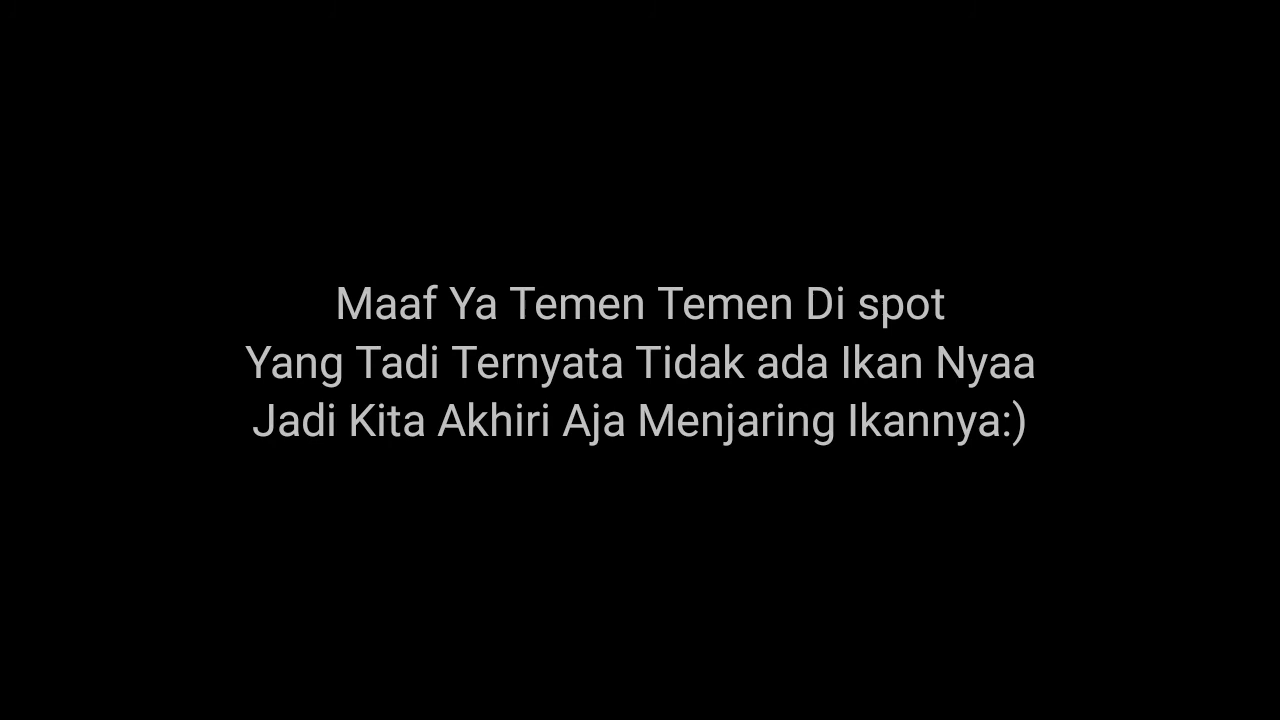 Maaf Ya Temen Temen Di spot
Yang Tadi Ternyata Tidak ada Ikan Nyaa
Jadi Kita Akhiri Aja Menjaring Ikannya:)